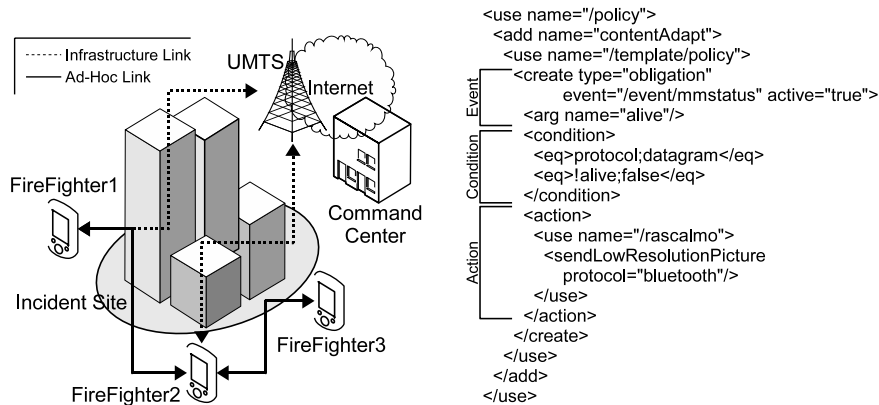 Infrastructure Link
Ad-Hoc Link
UMTS
Internet
FireFighter1
Command
Center
Incident Site
FireFighter3
FireFighter2
<use name="/policy">
<add name="contentAdapt">
<use name="/template/policy">
Event
<create type="obligation"
event="/event/mmstatus" active="true">
<arg name="alive"/>
Condition
<condition>
<eq>protocol;datagram</eq>
<eq>!alive;false</eq>
</condition>
Action
<action>
<use name="/rascalmo">
<sendLowResolutionPicture
protocol="bluetooth"/>
</use>
</action>
</create>
</use>
</add>
</use>